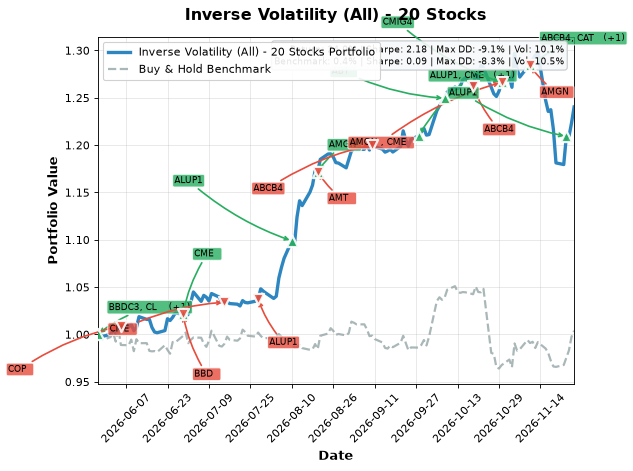 Inverse Volatility (All) - 20 Stocks
CMIG4
ABCB4, CAT (+1)
Inverse Volatility (All) - 20 Stocks Portfolio
Buy & Hold Benchmark
Sharpe: 2.18 | Max DD: -9.1% | Vol: 10.1%
Benchmark: 0.4% | Sharpe: 0.09 | Max DD: -8.3% | Vol: 10.5%
ALUP1, CME (+1)
ALUP1
AMGN
ABCB4
CME
AMT
ABCB4
ALUP1
CME
BBDC3, CL (+1)
CME
ALUP1
COP
BBD
Portfolio Value
1.30
1.25
1.20
1.15
1.10
1.05
1.00
0.95
2026-06-07
2026-06-23
2026-07-09
2026-07-25
2026-08-10
2026-08-26
2026-09-11
2026-09-27
2026-10-13
2026-10-29
2026-11-14
Date